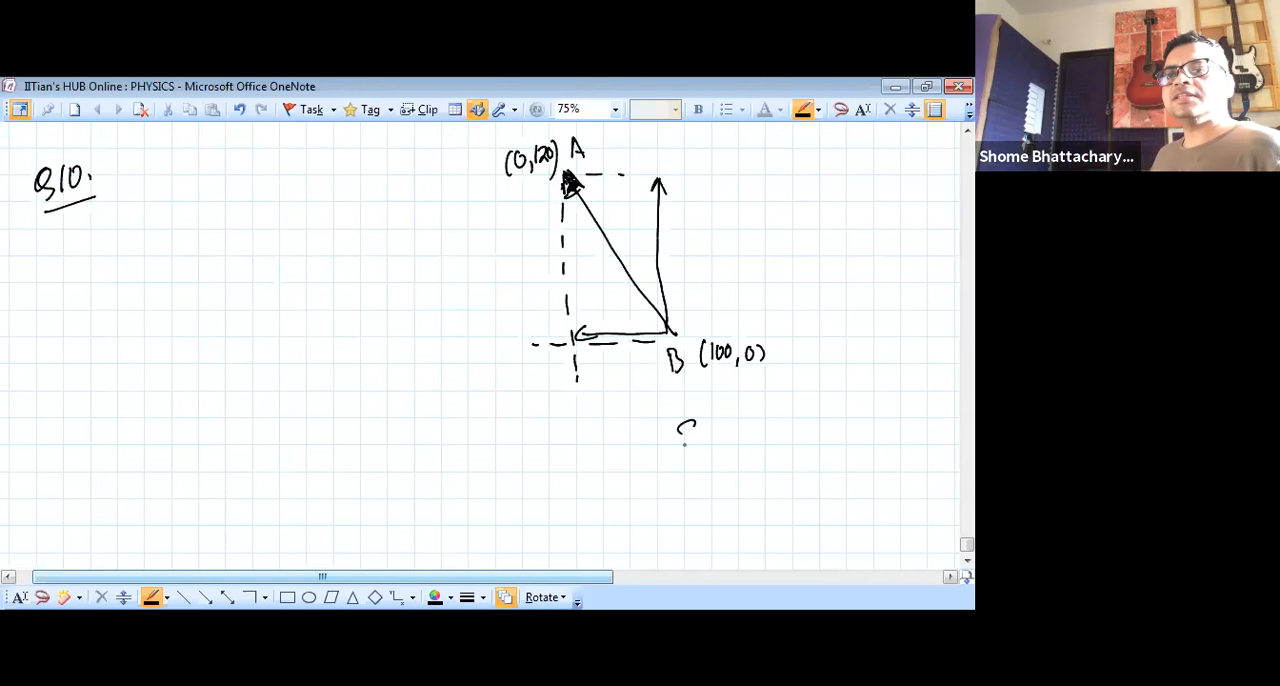 IITian's HUB Online : PHYSICS - Microsoft Office OneNote
Task Tag Clip 75% B A A
Q10.
(0,120) A
B (100,0)
Shome Bhattachary...
A Rotate